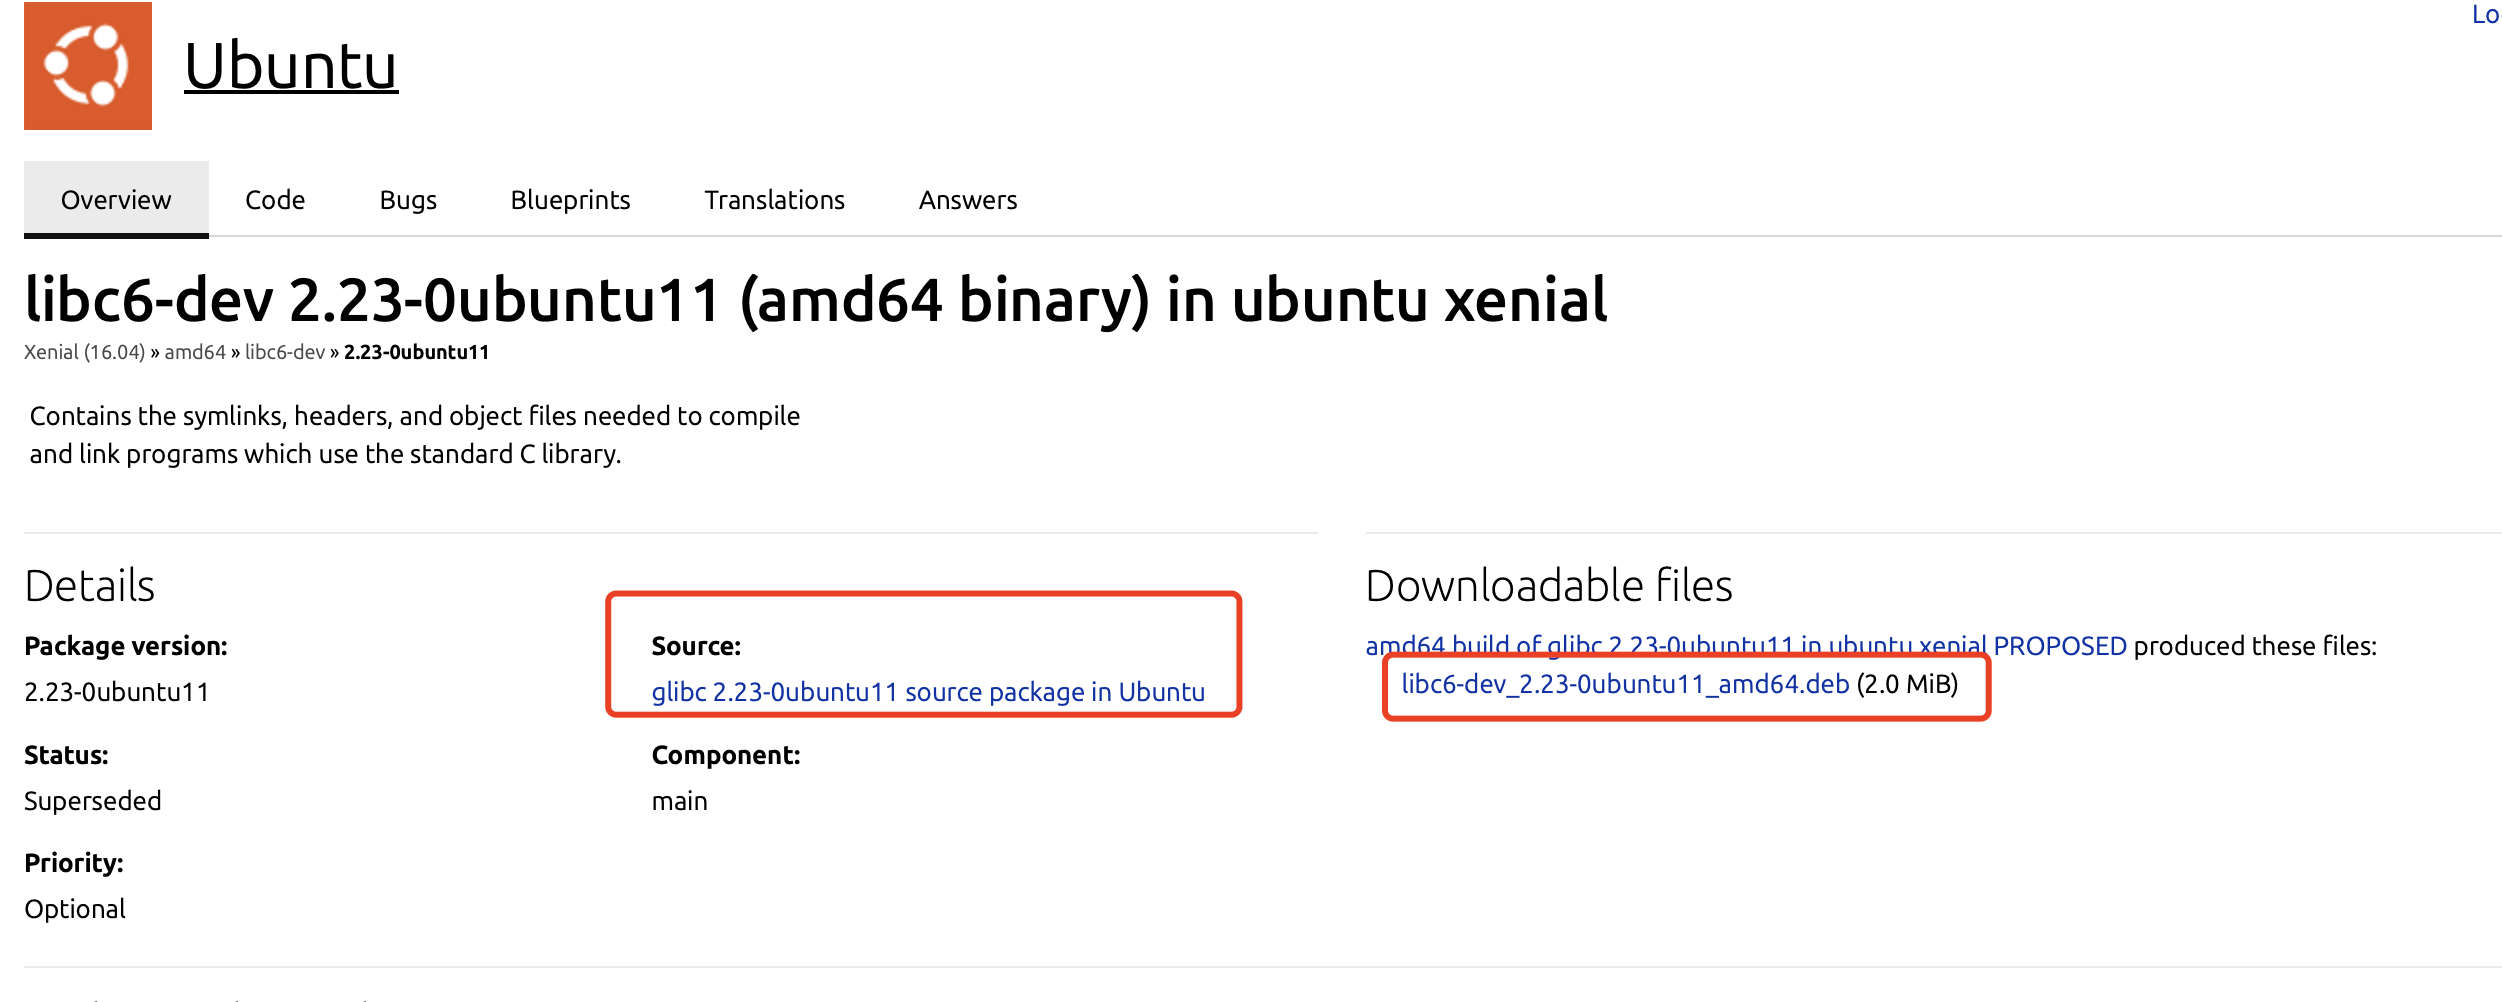 Lo
Ubuntu
Overview Code Bugs Blueprints Translations Answers
libc6-dev 2.23-0ubuntu11 (amd64 binary) in ubuntu xenial
Xenial (16.04) » amd64 » libc6-dev » 2.23-0ubuntu11
Contains the symlinks, headers, and object files needed to compile
and link programs which use the standard C library.
Details
Package version:
2.23-0ubuntu11
Source:
glibc 2.23-0ubuntu11 source package in Ubuntu
Status:
Superseded
Component:
main
Priority:
Optional
Downloadable files
amd64 build of glibc 2.23-0ubuntu11 in ubuntu xenial PROPOSED produced these files:
libc6-dev_2.23-0ubuntu11_amd64.deb (2.0 MiB)